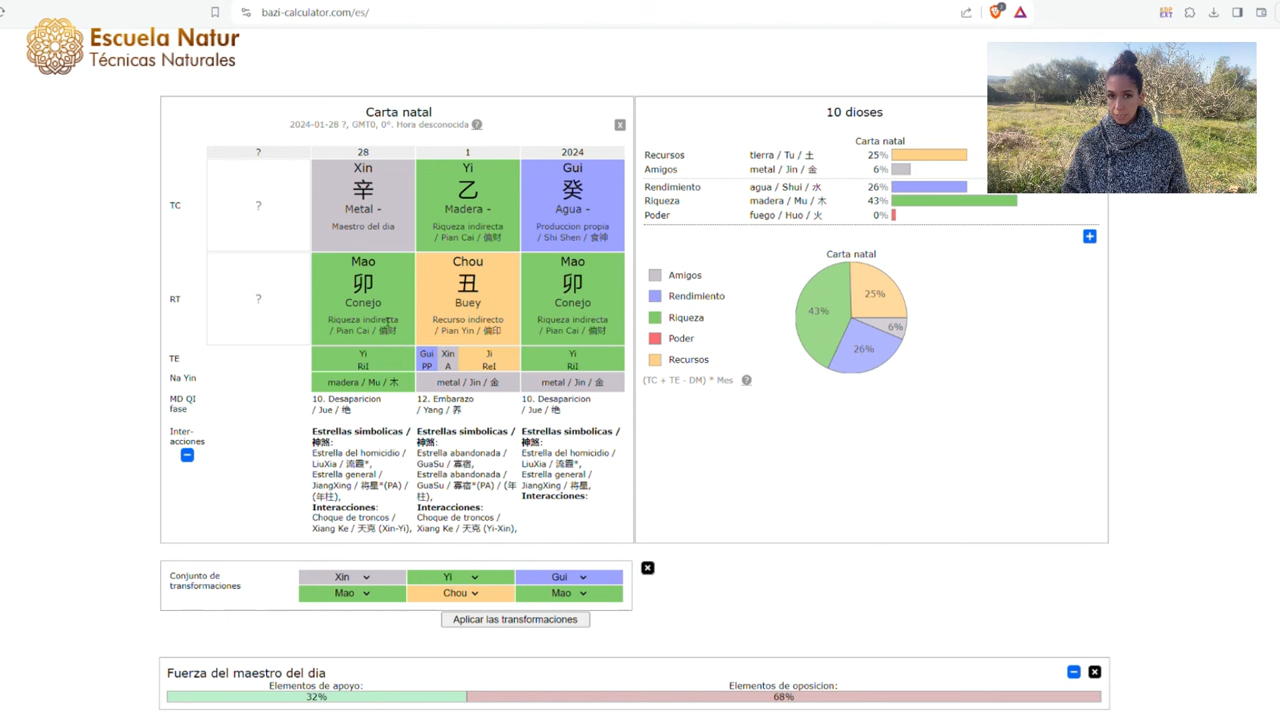 bazi-calculator.com/es/
Escuela Natur
Técnicas Naturales
Carta natal
2024-01-28 ?, GMT0, 0°. Hora desconocida ?
x
? 28 1 2024
TC ? Xin Yi Gui
辛 乙 癸
Metal - Madera - Agua -
Maestro del dia Riqueza indirecta / Pian Cai / 偏财 Produccion propia / Shi Shen / 食神
RT ? Mao Chou Mao
卯 丑 卯
Conejo Buey Conejo
Riqueza indirecta / Pian Cai / 偏财 Recurso indirecto / Pian Yin / 偏印 Riqueza indirecta / Pian Cai / 偏财
TE Yi Gui Xin Ji Yi
RiI PP A ReI RiI
Na Yin madera / Mu / 木 metal / Jin / 金 metal / Jin / 金
MD QI fase 10. Desaparicion / Jue / 绝 12. Embarazo / Yang / 养 10. Desaparicion / Jue / 绝
Inter-
acciones
Estrellas simbolicas /
神煞:
Estrella del homicidio /
LiuXia / 流霞*,
Estrella general /
JiangXing / 将星*(PA) /
(年柱),
Interacciones:
Choque de troncos /
Xiang Ke / 天克 (Xin-Yi),
Estrellas simbolicas /
神煞:
Estrella abandonada /
GuaSu / 寡宿,
Estrella abandonada /
GuaSu / 寡宿*(PA) / (年
柱),
Interacciones:
Choque de troncos /
Xiang Ke / 天克 (Yi-Xin),
Estrellas simbolicas /
神煞:
Estrella del homicidio /
LiuXia / 流霞*,
Estrella general /
JiangXing / 将星,
Interacciones:
10 dioses
Carta natal
Recursos tierra / Tu / 土 25%
Amigos metal / Jin / 金 6%
Rendimiento agua / Shui / 水 26%
Riqueza madera / Mu / 木 43%
Poder fuego / Huo / 火 0%
Carta natal
Amigos
Rendimiento
Riqueza
Poder
Recursos
43%
25%
6%
26%
(TC + TE - DM) * Mes ?
Conjunto de
transformaciones
Xin Yi Gui
Mao Chou Mao
Aplicar las transformaciones
Fuerza del maestro del dia
Elementos de apoyo: Elementos de oposicion:
32% 68%